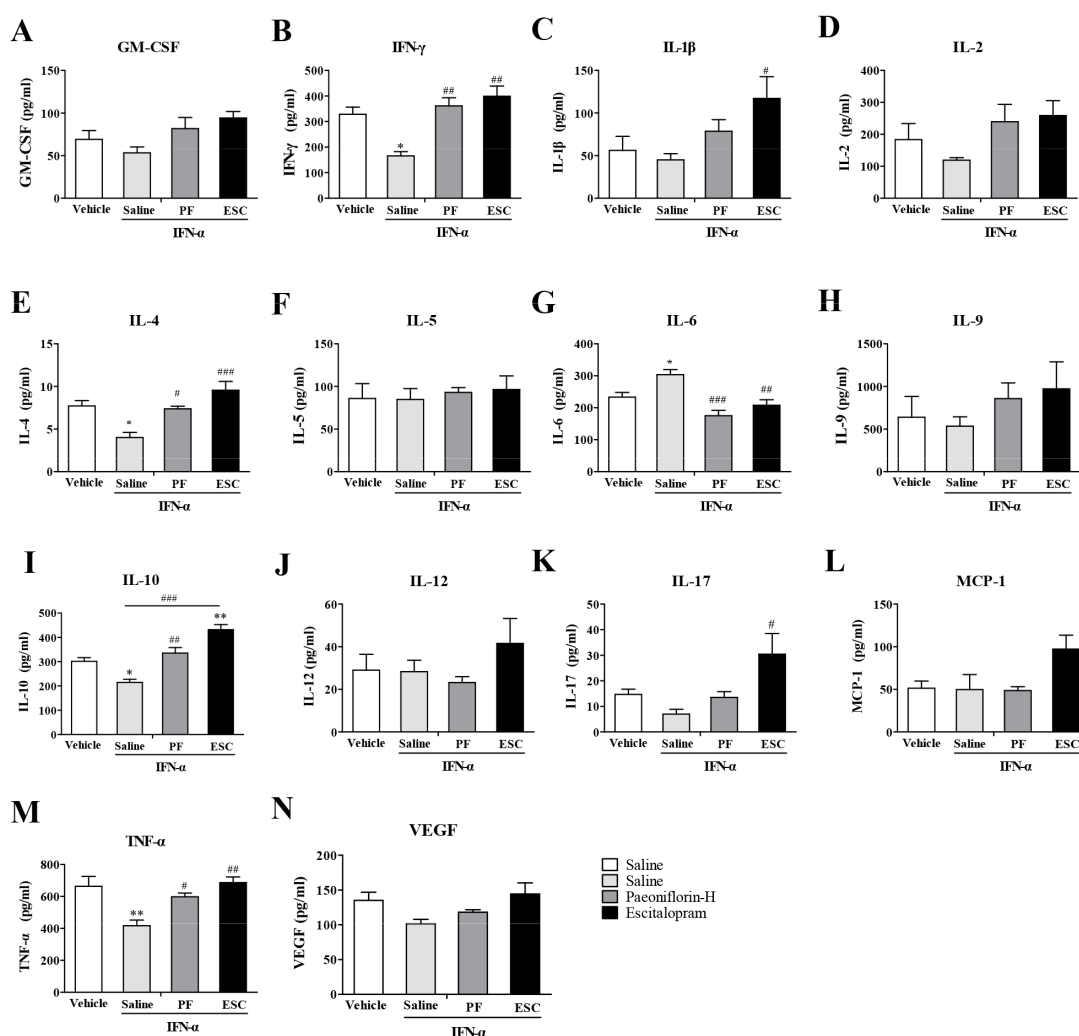 A
GM-CSF
GM-CSF (pg/ml)
150
100
50
0
Vehicle Saline PF ESC
IFN-α
B
IFN-γ
IFN-γ (pg/ml)
500
400
300
200
100
0
##
##
*
Vehicle Saline PF ESC
IFN-α
C
IL-1β
IL-1β (pg/ml)
150
100
50
0
#
Vehicle Saline PF ESC
IFN-α
D
IL-2
IL-2 (pg/ml)
400
300
200
100
0
Vehicle Saline PF ESC
IFN-α
E
IL-4
IL-4 (pg/ml)
15
10
5
0
*
#
###
Vehicle Saline PF ESC
IFN-α
F
IL-5
IL-5 (pg/ml)
150
100
50
0
Vehicle Saline PF ESC
IFN-α
G
IL-6
IL-6 (pg/ml)
400
300
200
100
0
*
###
##
Vehicle Saline PF ESC
IFN-α
H
IL-9
IL-9 (pg/ml)
1500
1000
500
0
Vehicle Saline PF ESC
IFN-α
I
IL-10
IL-10 (pg/ml)
500
400
300
200
100
0
###
*
##
**
Vehicle Saline PF ESC
IFN-α
J
IL-12
IL-12 (pg/ml)
60
40
20
0
Vehicle Saline PF ESC
IFN-α
K
IL-17
IL-17 (pg/ml)
50
40
30
20
10
0
#
Vehicle Saline PF ESC
IFN-α
L
MCP-1
MCP-1 (pg/ml)
150
100
50
0
Vehicle Saline PF ESC
IFN-α
M
TNF-α
TNF-α (pg/ml)
800
600
400
200
0
**
#
##
Vehicle Saline PF ESC
IFN-α
N
VEGF
VEGF (pg/ml)
150
100
50
0
Vehicle Saline PF ESC
IFN-α
Saline
Saline
Paeoniflorin-H
Escitalopram